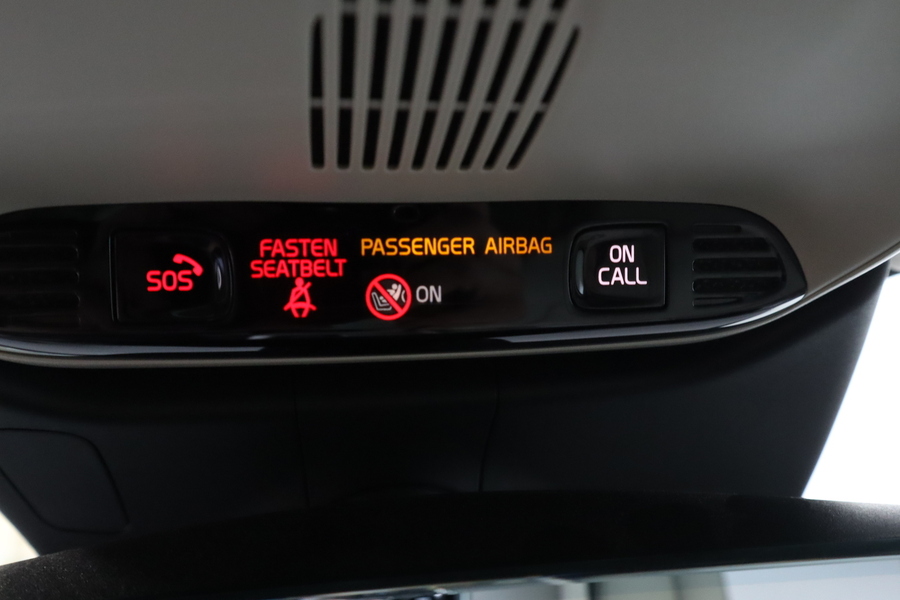 SOS
FASTEN
SEATBELT
PASSENGER AIRBAG
ON
ON
CALL